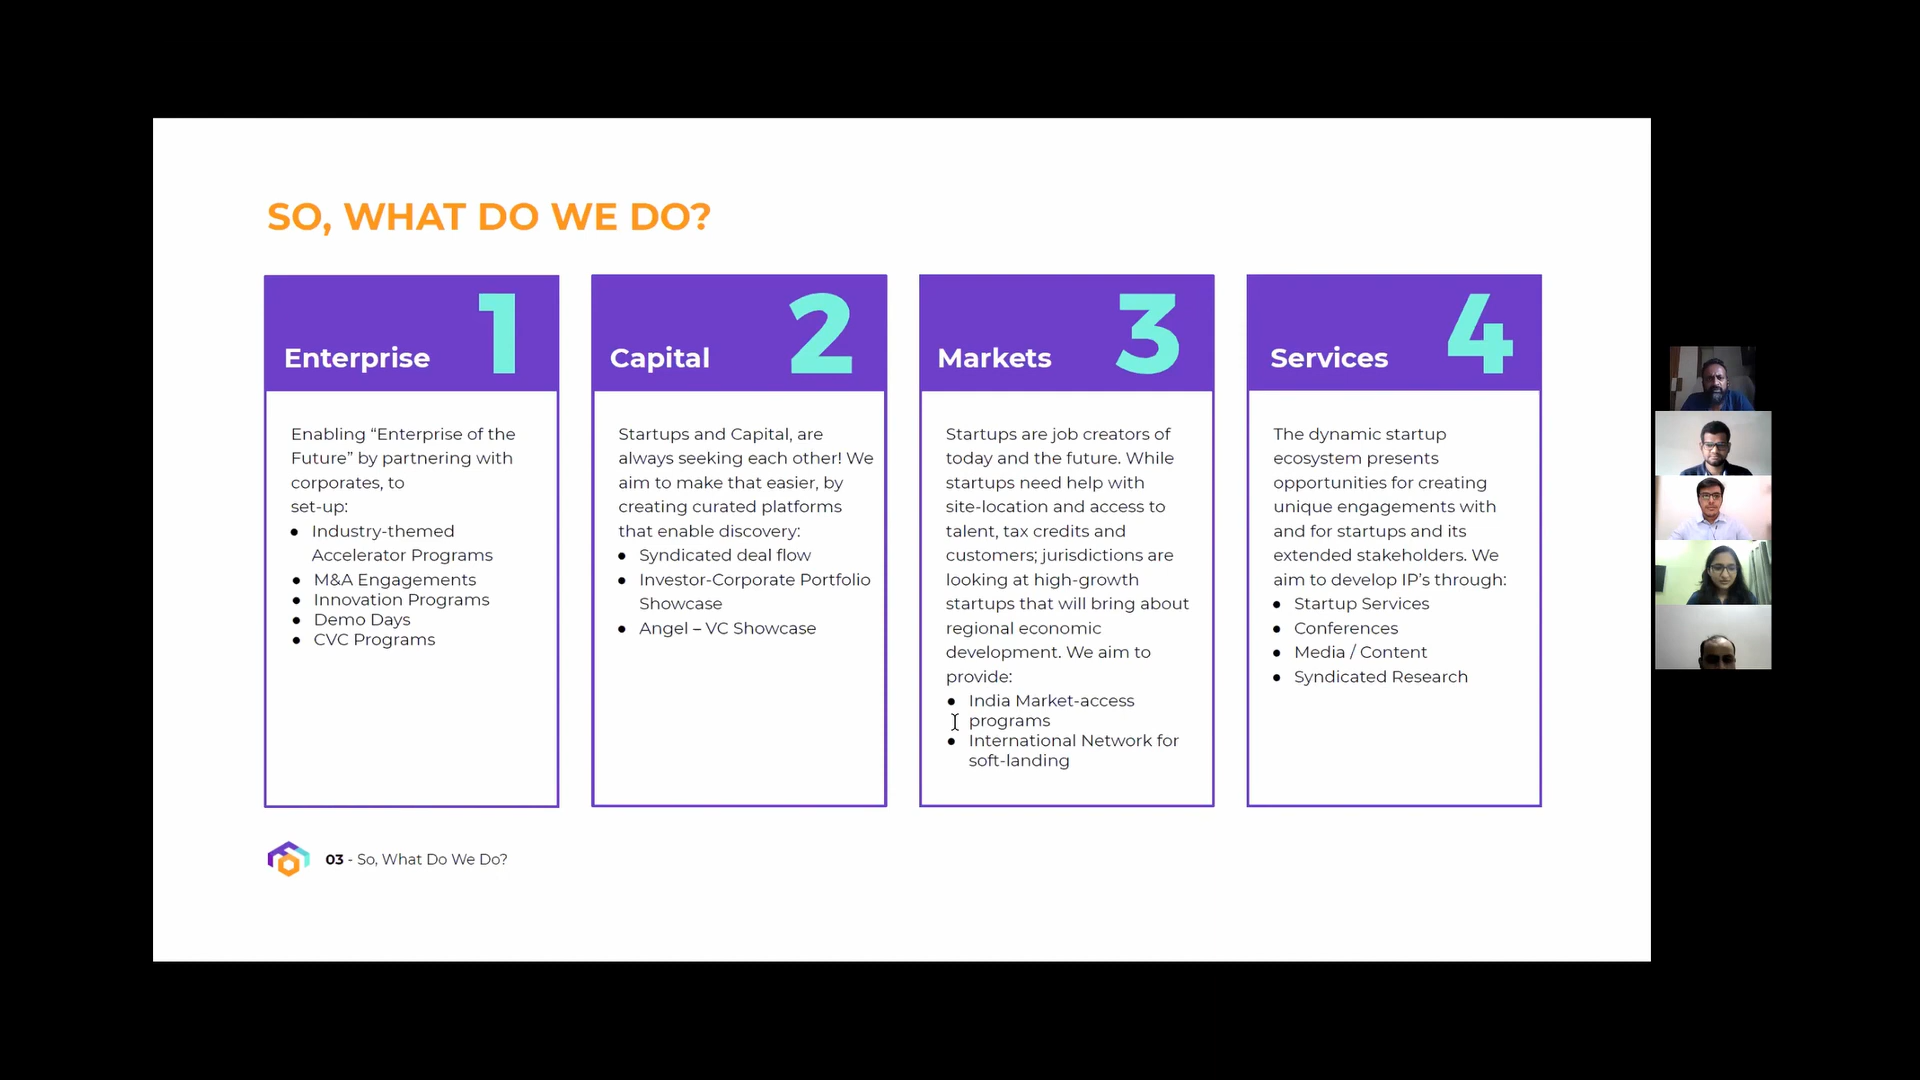 SO, WHAT DO WE DO?
Enterprise
1
Enabling “Enterprise of the
Future” by partnering with
corporates, to
set-up:
● Industry-themed
Accelerator Programs
● M&A Engagements
● Innovation Programs
● Demo Days
● CVC Programs
Capital
2
Startups and Capital, are
always seeking each other! We
aim to make that easier, by
creating curated platforms
that enable discovery:
● Syndicated deal flow
● Investor-Corporate Portfolio
Showcase
● Angel – VC Showcase
Markets
3
Startups are job creators of
today and the future. While
startups need help with
site-location and access to
talent, tax credits and
customers; jurisdictions are
looking at high-growth
startups that will bring about
regional economic
development. We aim to
provide:
● India Market-access
programs
● International Network for
soft-landing
Services
4
The dynamic startup
ecosystem presents
opportunities for creating
unique engagements with
and for startups and its
extended stakeholders. We
aim to develop IP’s through:
● Startup Services
● Conferences
● Media / Content
● Syndicated Research
03 - So, What Do We Do?